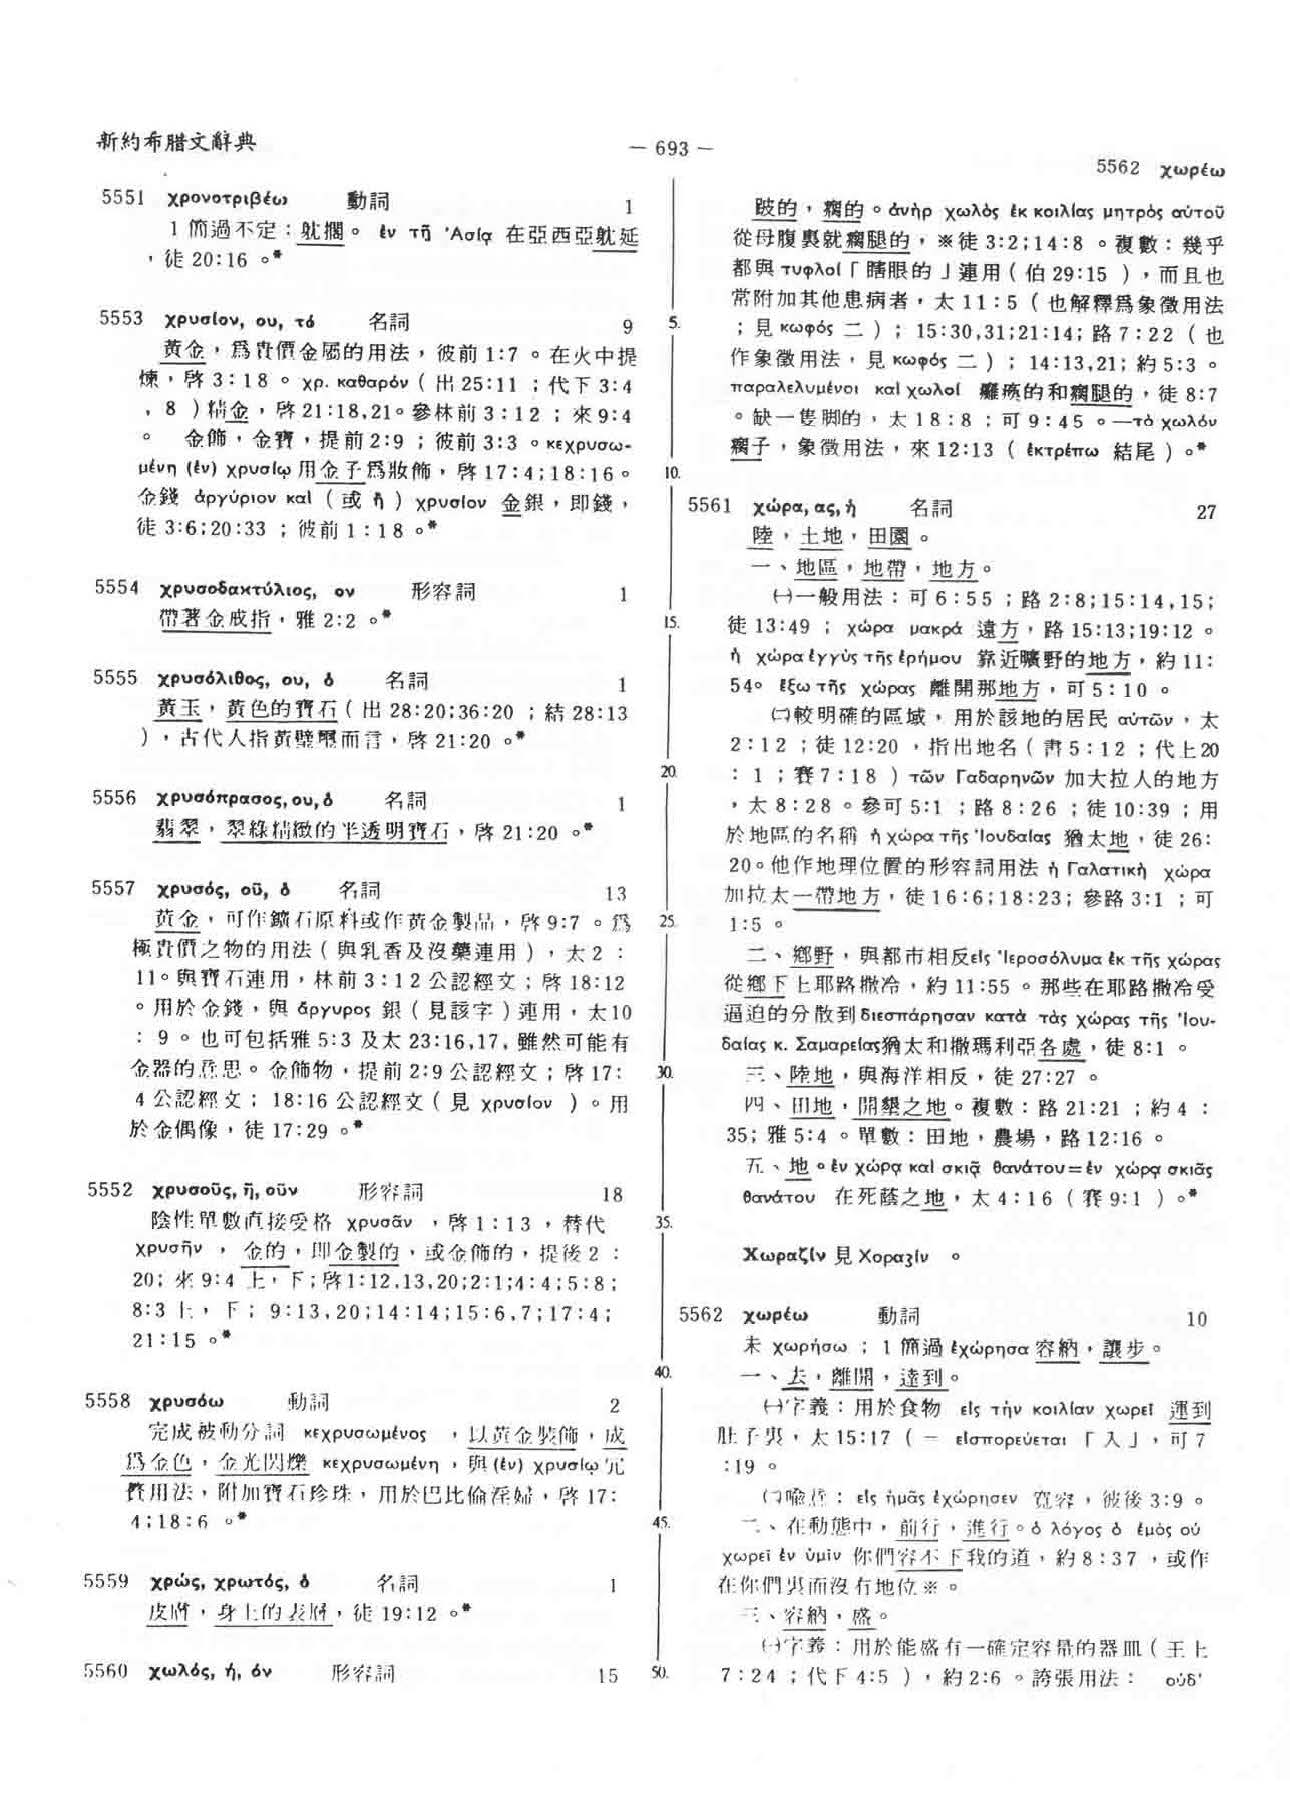 新約希腊文辭典
— 693 —
5562 χωρέω
5551 χρονοτριβέω 動詞 1
1 简過不定：躭擱。ἐν τῇ Ἀσίᾳ 在亞西亞躭延
，徒 20:16 。*
5553 χρυσίον, ου, τό 名詞 9
黃金，爲貴價金屬的用法，彼前 1:7 。在火中提
煉，啓 3:18 。χρ. καθαρόν（出 25:11 ；代下 3:4
, 8 ）精金，啓 21:18,21。參林前 3:12 ；來 9:4
。 金飾，金寶，提前 2:9 ；彼前 3:3 。κεχρυσω-
μένη (ἐν) χρυσίῳ 用金子爲妝飾，啓 17:4;18:16。
金錢 ἀργύριον καὶ（或 ἢ）χρυσίον 金銀，即錢，
徒 3:6;20:33 ；彼前 1:18 。*
5554 χρυσοδακτύλιος, ον 形容詞 1
帶著金戒指，雅 2:2 。*
5555 χρυσόλιθος, ου, ὁ 名詞 1
黃玉，黃色的寶石（出 28:20;36:20 ；結 28:13
），古代人指黃璧璽而言，啓 21:20 。*
5556 χρυσόπρασος, ου, ὁ 名詞 1
翡翠，翠綠精緻的半透明寶石，啓 21:20 。*
5557 χρυσός, οῦ, ὁ 名詞 13
黃金，可作鑛石原料或作黃金製品，啓 9:7 。爲
極貴價之物的用法（與乳香及沒藥連用），太 2：
11。與寶石連用，林前 3:12 公認經文；啓 18:12
。用於金錢，與 ἄργυρος 銀（見該字）連用，太10
：9 。也可包括雅 5:3 及太 23:16,17, 雖然可能有
金器的意思。金飾物，提前 2:9 公認經文；啓 17:
4 公認經文；18:16 公認經文（見 χρυσίον ）。用
於金偶像，徒 17:29 。*
5552 χρυσοῦς, ῆ, οῦν 形容詞 18
陰性單數直接受格 χρυσᾶν ，啓 1:13 ，替代
χρυσῆν ，金的，即金製的，或金飾的，提後 2：
20; 來 9:4 上，下；啓1:12,13,20;2:1;4:4;5:8;
8:3 上，下；9:13,20;14:14;15:6,7;17:4;
21:15 。*
5558 χρυσόω 動詞 2
完成被動分詞 κεχρυσωμένος ，以黃金裝飾，成
爲金色，金光閃爍 κεχρυσωμένη，與 (ἐν) χρυσίῳ 冗
贅用法，附加寶石珍珠，用於巴比倫淫婦，啓 17:
4;18:6 。*
5559 χρώς, χρωτός, ὁ 名詞 1
皮膚，身上的表層，徒 19:12 。*
5560 χωλός, ή, όν 形容詞 15
5.
10.
15.
20.
25.
30.
35.
40.
45.
50.
跛的，瘸的。ἀνὴρ χωλὸς ἐκ κοιλίας μητρὸς αὐτοῦ
從母腹裏就瘸腿的，※徒 3:2;14:8 。複數：幾乎
都與 τυφλοί「瞎眼的」連用（伯 29:15 ），而且也
常附加其他患病者，太 11:5（也解釋爲象徵用法
；見 κωφός 二）；15:30,31;21:14; 路 7:22（也
作象徵用法，見 κωφός 二）；14:13,21; 約 5:3 。
παραλελυμένοι καὶ χωλοί 癱瘓的和瘸腿的，徒 8:7
。缺一隻脚的，太 18:8 ；可 9:45 。—τὸ χωλόν
瘸子，象徵用法，來 12:13（ἐκτρέπω 結尾）。*
5561 χώρα, ας, ἡ 名詞 27
陸，土地，田園。
一、地區，地帶，地方。
㈠一般用法：可 6:55 ；路 2:8;15:14,15;
徒 13:49 ；χώρα μακρά 遠方，路 15:13;19:12 。
ἡ χώρα ἐγγὺς τῆς ἐρήμου 靠近曠野的地方，約 11:
54。ἔξω τῆς χώρας 離開那地方，可 5:10 。
㈡較明確的區域，用於該地的居民 αὐτῶν，太
2:12 ；徒 12:20 ，指出地名（書 5:12 ；代上20
：1 ；賽 7:18 ）τῶν Γαδαρηνῶν 加大拉人的地方
，太 8:28 。參可 5:1 ；路 8:26 ；徒 10:39 ；用
於地區的名稱 ἡ χώρα τῆς Ἰουδαίας 猶太地，徒 26:
20。他作地理位置的形容詞用法 ἡ Γαλατικὴ χώρα
加拉太一帶地方，徒 16:6;18:23; 參路 3:1 ；可
1:5 。
二、鄉野，與都市相反εἰς Ἱεροσόλυμα ἐκ τῆς χώρας
從鄉下上耶路撒冷，約 11:55 。那些在耶路撒冷受
逼迫的分散到διεσπάρησαν κατὰ τὰς χώρας τῆς Ἰου-
δαίας κ. Σαμαρείας猶太和撒瑪利亞各處，徒 8:1 。
三、陸地，與海洋相反，徒 27:27 。
四、田地，開墾之地。複數：路 21:21 ；約 4 ：
35; 雅 5:4 。單數：田地，農場，路 12:16 。
五、地。ἐν χώρᾳ καὶ σκιᾷ θανάτου＝ἐν χώρᾳ σκιᾶς
θανάτου 在死蔭之地，太 4:16（賽 9:1 ）。*
Χωραζίν 見 Χοραζίν 。
5562 χωρέω 動詞 10
未 χωρήσω ；1 简過 ἐχώρησα 容納，讓步。
一、去，離開，達到。
㈠字義：用於食物 εἰς τὴν κοιλίαν χωρεῖ 運到
肚子裏，太 15:17（＝ εἰσπορεύεται「入」，可 7
:19 。
㈡喻意：εἰς ἡμᾶς ἐχώρησεν 寬容，彼後 3:9 。
二、在動態中，前行，進行。ὁ λόγος ὁ ἐμὸς οὐ
χωρεῖ ἐν ὑμῖν 你們容不下我的道，約 8:37 ，或作
在你們裏面沒有地位※。
三、容納，盛。
㈠字義：用於能盛有一確定容量的器皿（王上
7:24 ；代下 4:5 ），約 2:6 。誇張用法： οὐδ'